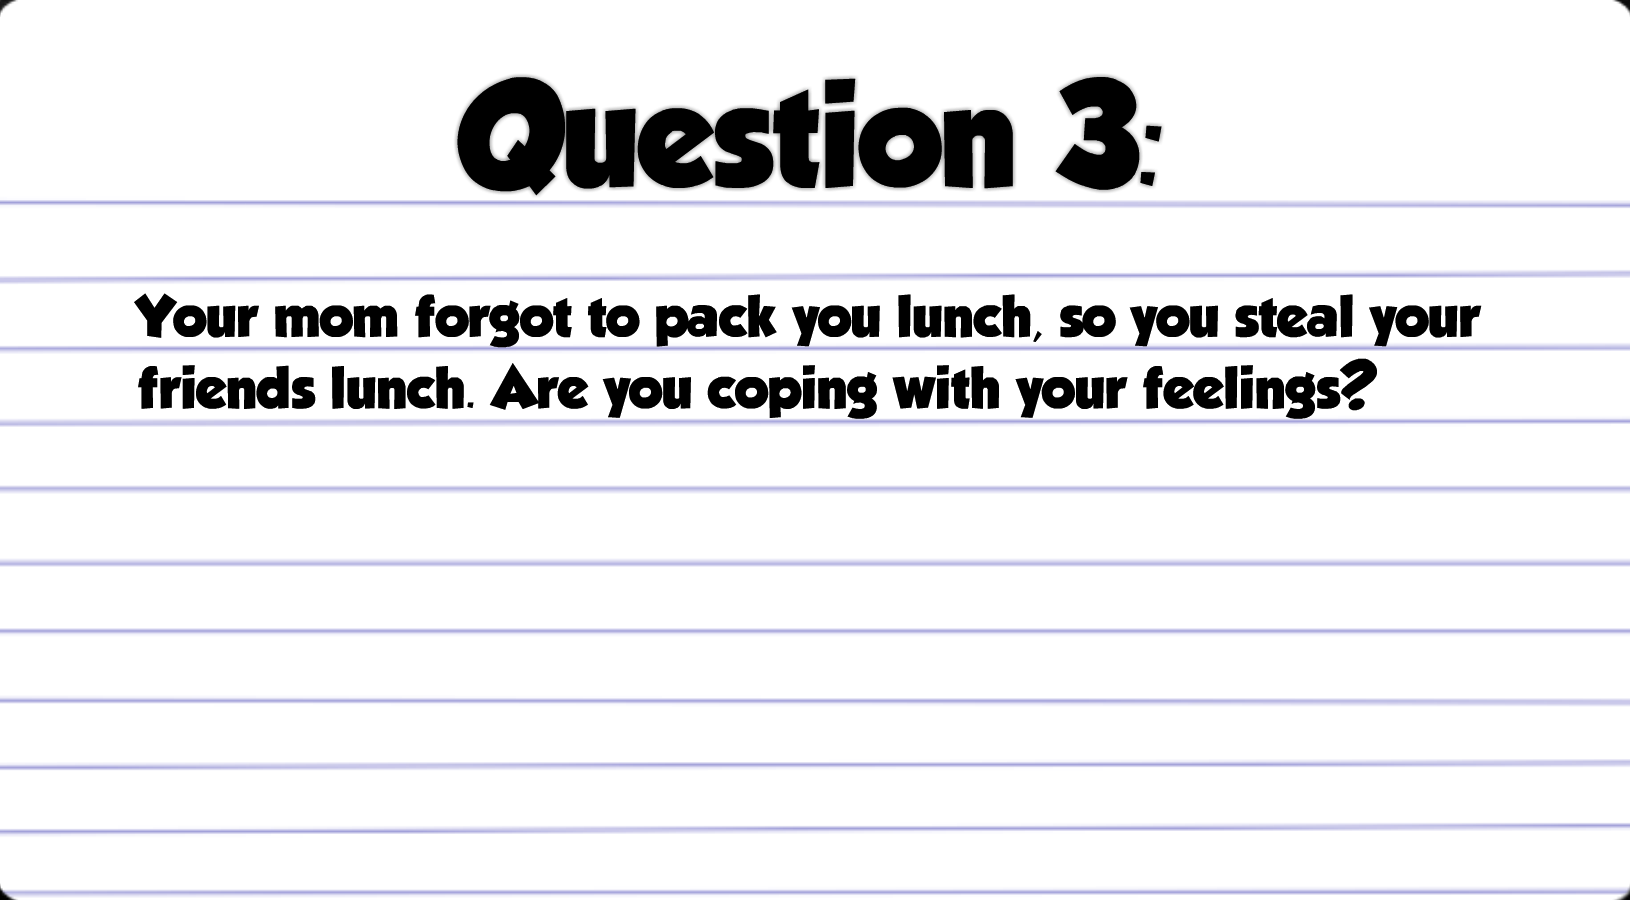 Question 3:
Your mom forgot to pack you lunch, so you steal your
friends lunch. Are you coping with your feelings?